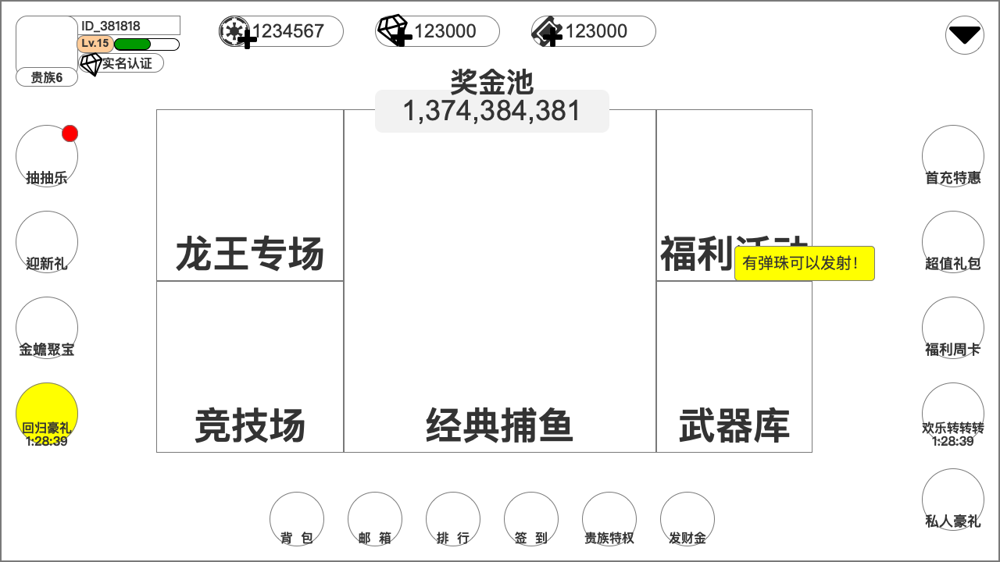 ID_381818
Lv.15
实名认证
贵族6
1234567
123000
123000
奖金池
1,374,384,381
抽抽乐
迎新礼
金蟾聚宝
回归豪礼
1:28:39
龙王专场
福利活动
有弹珠可以发射！
竞技场
经典捕鱼
武器库
首充特惠
超值礼包
福利周卡
欢乐转转转
1:28:39
私人豪礼
背 包
邮 箱
排 行
签 到
贵族特权
发财金